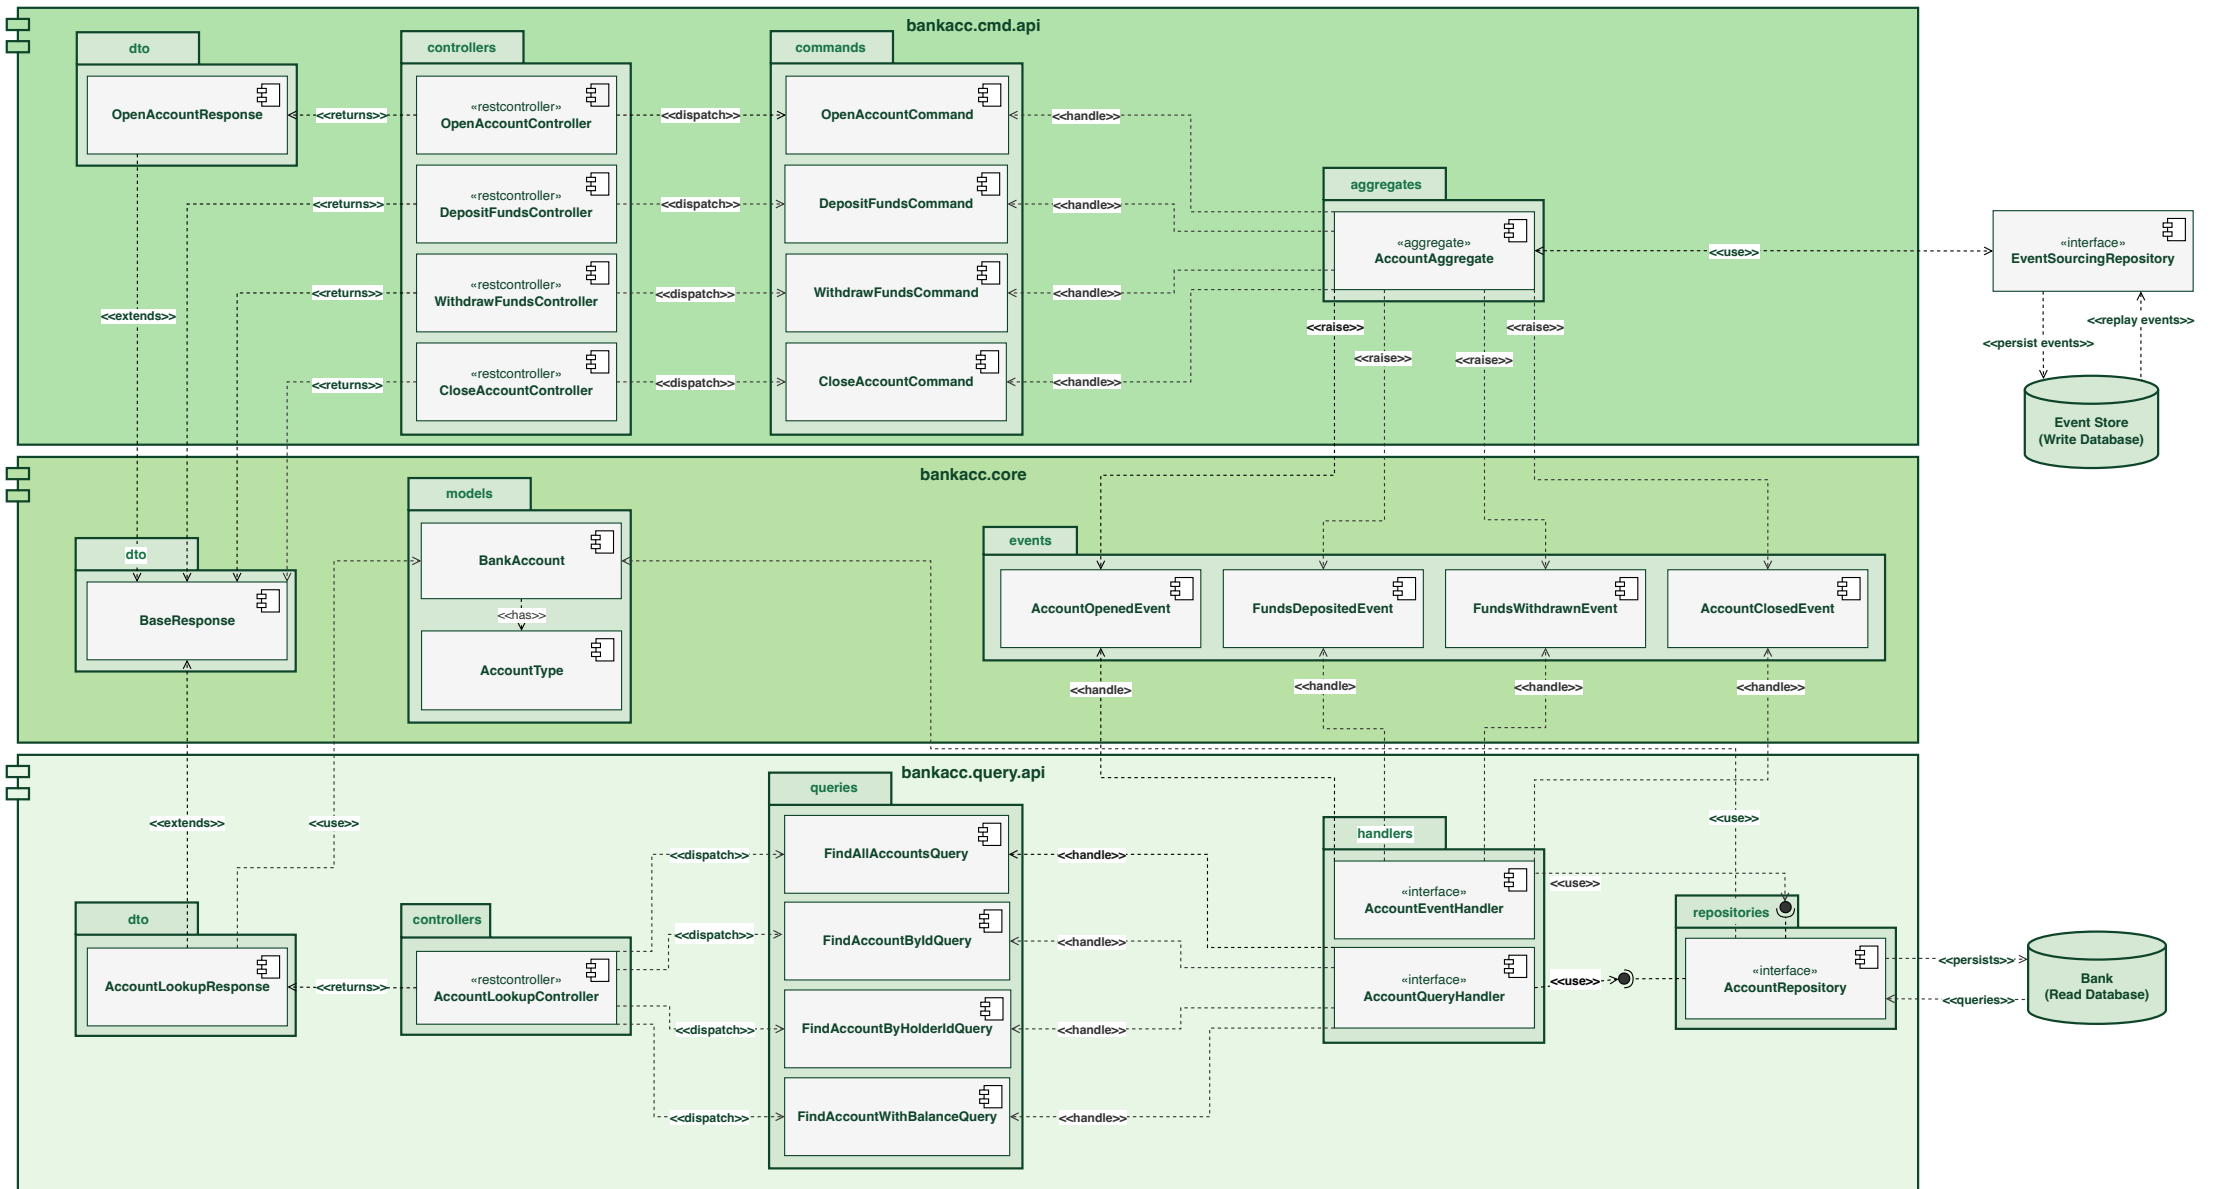 bankacc.cmd.api
dto
controllers
commands
OpenAccountResponse
<<returns>>
«restcontroller»
OpenAccountController
<<dispatch>>
OpenAccountCommand
<<handle>>
<<returns>>
«restcontroller»
DepositFundsController
<<dispatch>>
DepositFundsCommand
<<handle>>
aggregates
«aggregate»
AccountAggregate
<<use>>
«interface»
EventSourcingRepository
<<extends>>
<<returns>>
«restcontroller»
WithdrawFundsController
<<dispatch>>
WithdrawFundsCommand
<<handle>>
<<raise>>
<<raise>>
<<raise>>
<<raise>>
<<replay events>>
<<persist events>>
<<returns>>
«restcontroller»
CloseAccountController
<<dispatch>>
CloseAccountCommand
<<handle>>
Event Store
(Write Database)
bankacc.core
models
dto
BankAccount
events
<<has>>
BaseResponse
AccountType
AccountOpenedEvent
FundsDepositedEvent
FundsWithdrawnEvent
AccountClosedEvent
<<handle>
<<handle>
<<handle>>
<<handle>>
bankacc.query.api
queries
<<extends>>
<<use>>
<<use>>
handlers
<<dispatch>>
FindAllAccountsQuery
<<handle>>
<<use>>
«interface»
AccountEventHandler
dto
controllers
repositories
<<dispatch>>
FindAccountByIdQuery
<<handle>>
AccountLookupResponse
<<returns>>
«restcontroller»
AccountLookupController
«interface»
AccountQueryHandler
<<use>>
«interface»
AccountRepository
<<persists>>
<<queries>>
Bank
(Read Database)
<<dispatch>>
FindAccountByHolderIdQuery
<<handle>>
<<dispatch>>
FindAccountWithBalanceQuery
<<handle>>